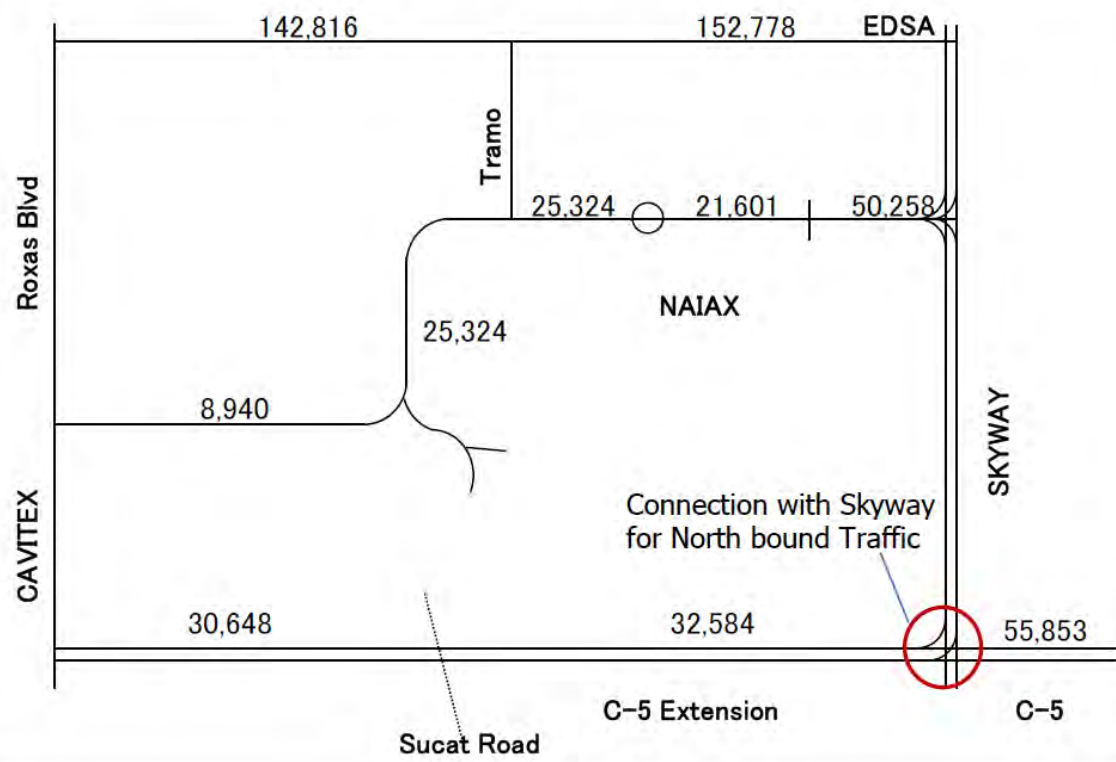 142,816
152,778
EDSA
Tramo
Roxas Blvd
25,324
21,601
50,258
NAIAX
25,324
8,940
SKYWAY
CAVITEX
Connection with Skyway
for North bound Traffic
30,648
32,584
55,853
C-5 Extension
C-5
Sucat Road